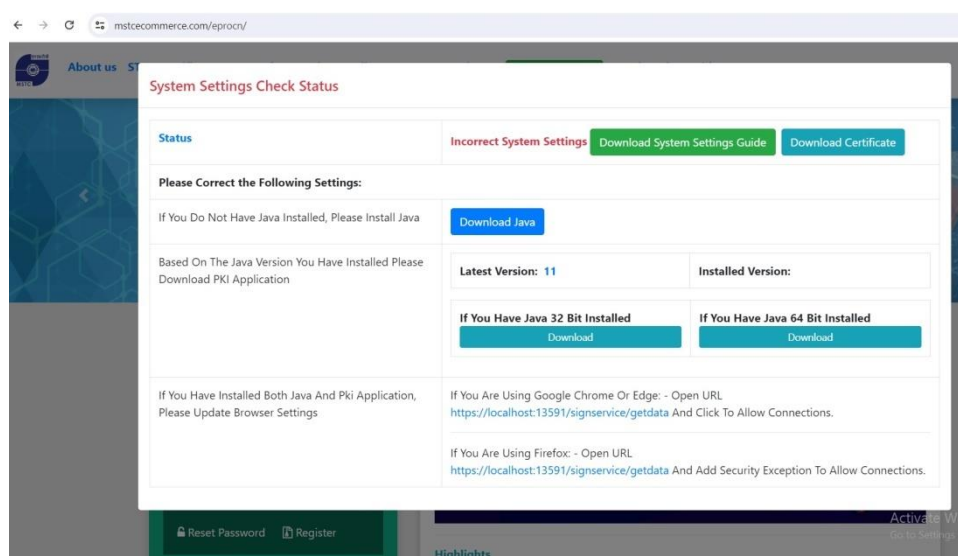 mstcecommerce.com/eprocn/
MSTC
About us ST
System Settings Check Status
Status
Incorrect System Settings Download System Settings Guide Download Certificate
Please Correct the Following Settings:
If You Do Not Have Java Installed, Please Install Java
Download Java
Based On The Java Version You Have Installed Please
Download PKI Application
Latest Version: 11
Installed Version:
If You Have Java 32 Bit Installed
Download
If You Have Java 64 Bit Installed
Download
If You Have Installed Both Java And Pki Application,
Please Update Browser Settings
If You Are Using Google Chrome Or Edge: - Open URL
https://localhost:13591/signservice/getdata And Click To Allow Connections.
If You Are Using Firefox: - Open URL
https://localhost:13591/signservice/getdata And Add Security Exception To Allow Connections.
Reset Password Register
Highlights
Activate W
Go to Settings